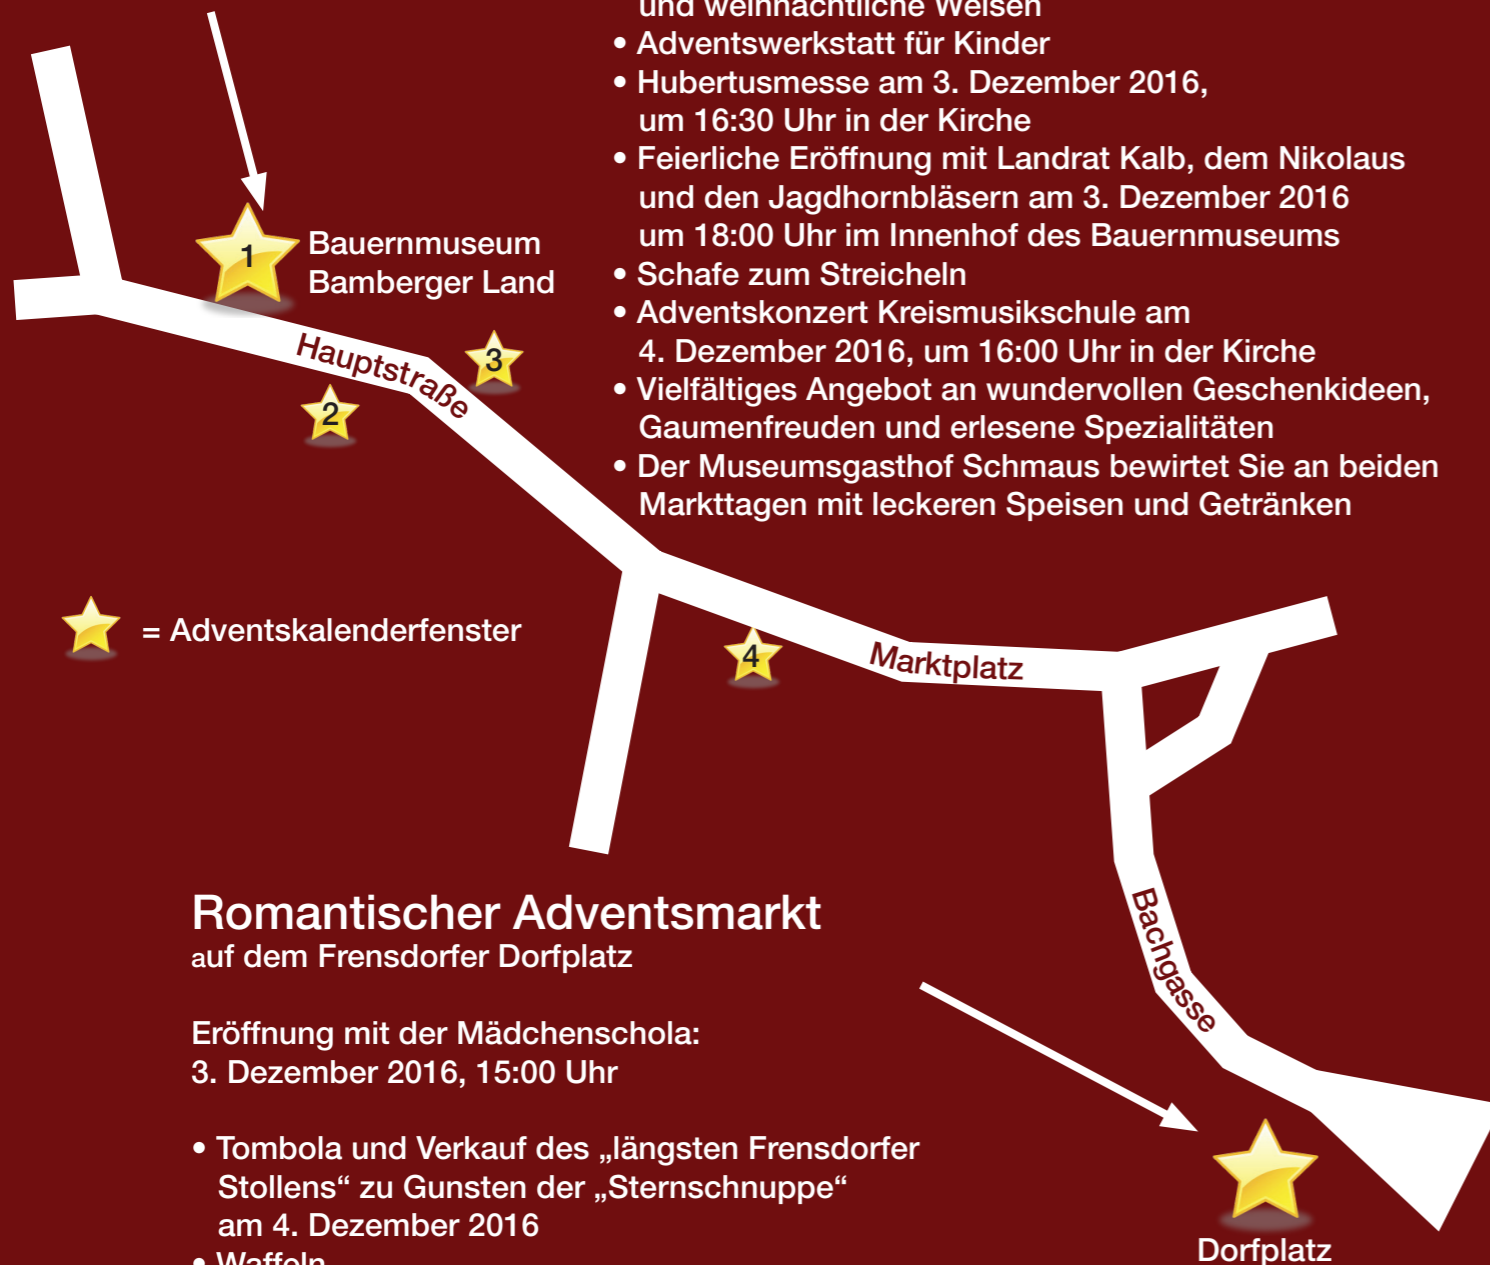 und weihnachtliche Weisen
• Adventswerkstatt für Kinder
• Hubertusmesse am 3. Dezember 2016,
um 16:30 Uhr in der Kirche
• Feierliche Eröffnung mit Landrat Kalb, dem Nikolaus
und den Jagdhornbläsern am 3. Dezember 2016
um 18:00 Uhr im Innenhof des Bauernmuseums
• Schafe zum Streicheln
• Adventskonzert Kreismusikschule am
4. Dezember 2016, um 16:00 Uhr in der Kirche
• Vielfältiges Angebot an wundervollen Geschenkideen,
Gaumenfreuden und erlesene Spezialitäten
• Der Museumsgasthof Schmaus bewirtet Sie an beiden
Markttagen mit leckeren Speisen und Getränken
1
Bauernmuseum
Bamberger Land
Hauptstraße
3
2
= Adventskalenderfenster
4
Marktplatz
Bachgasse
Romantischer Adventsmarkt
auf dem Frensdorfer Dorfplatz
Eröffnung mit der Mädchenschola:
3. Dezember 2016, 15:00 Uhr
• Tombola und Verkauf des „längsten Frensdorfer
Stollens“ zu Gunsten der „Sternschnuppe“
am 4. Dezember 2016
• Waffeln
Dorfplatz